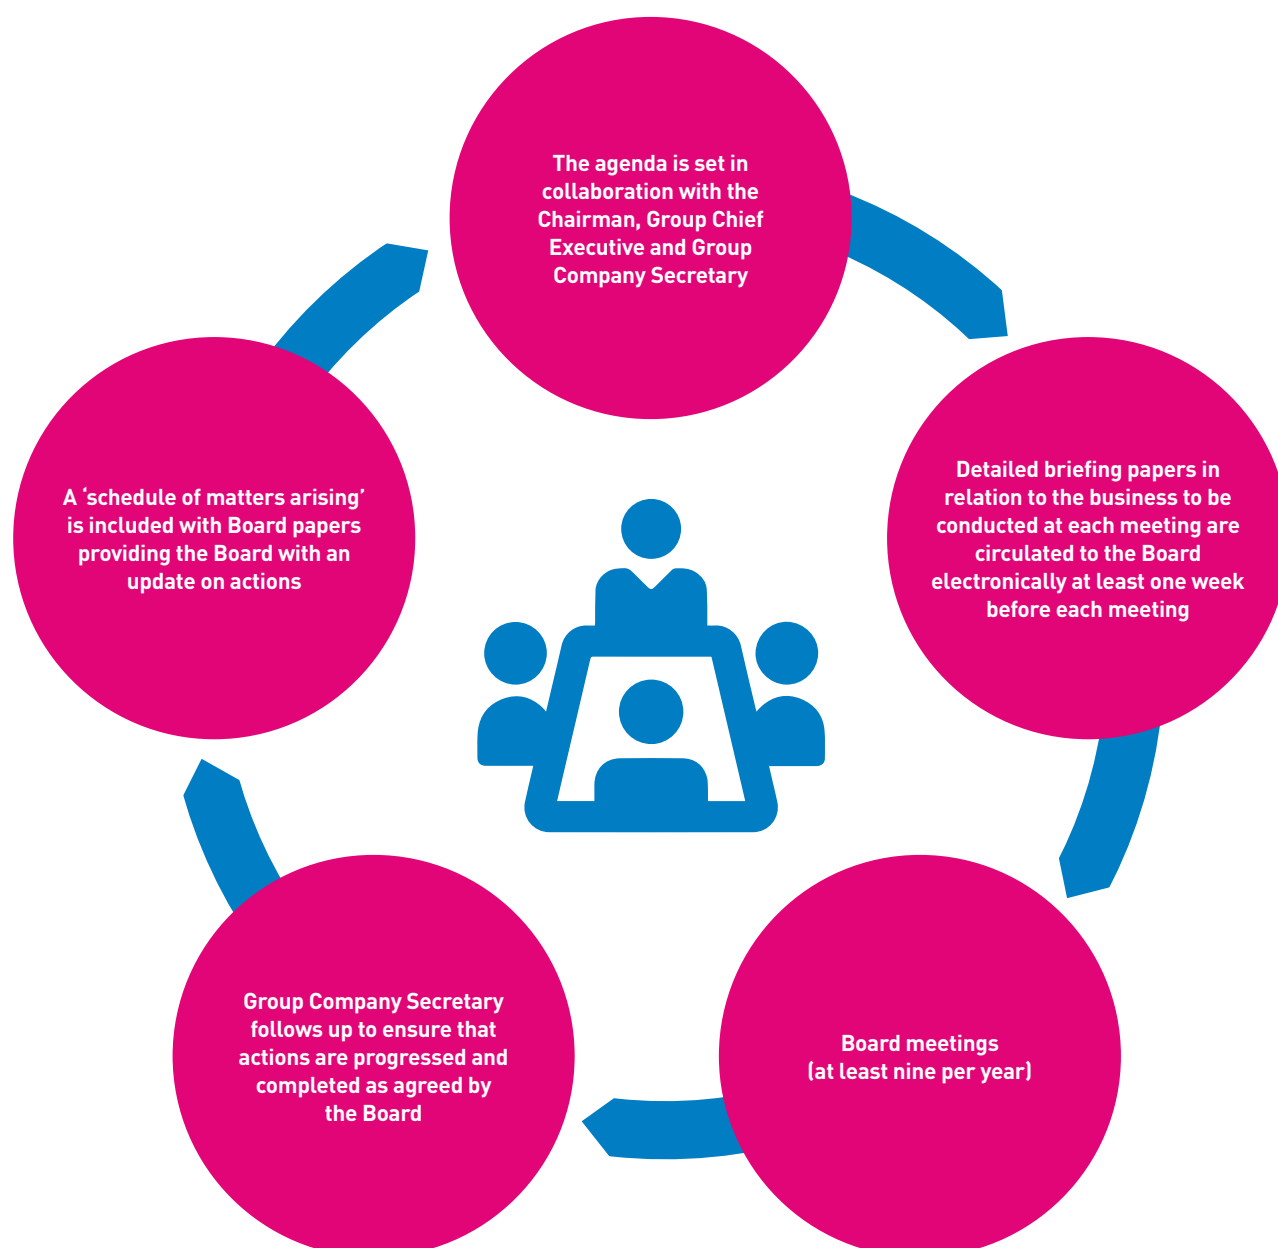 The agenda is set in
collaboration with the
Chairman, Group Chief
Executive and Group
Company Secretary
Detailed briefing papers in
relation to the business to be
conducted at each meeting are
circulated to the Board
electronically at least one week
before each meeting
Board meetings
(at least nine per year)
Group Company Secretary
follows up to ensure that
actions are progressed and
completed as agreed by
the Board
A ‘schedule of matters arising’
is included with Board papers
providing the Board with an
update on actions